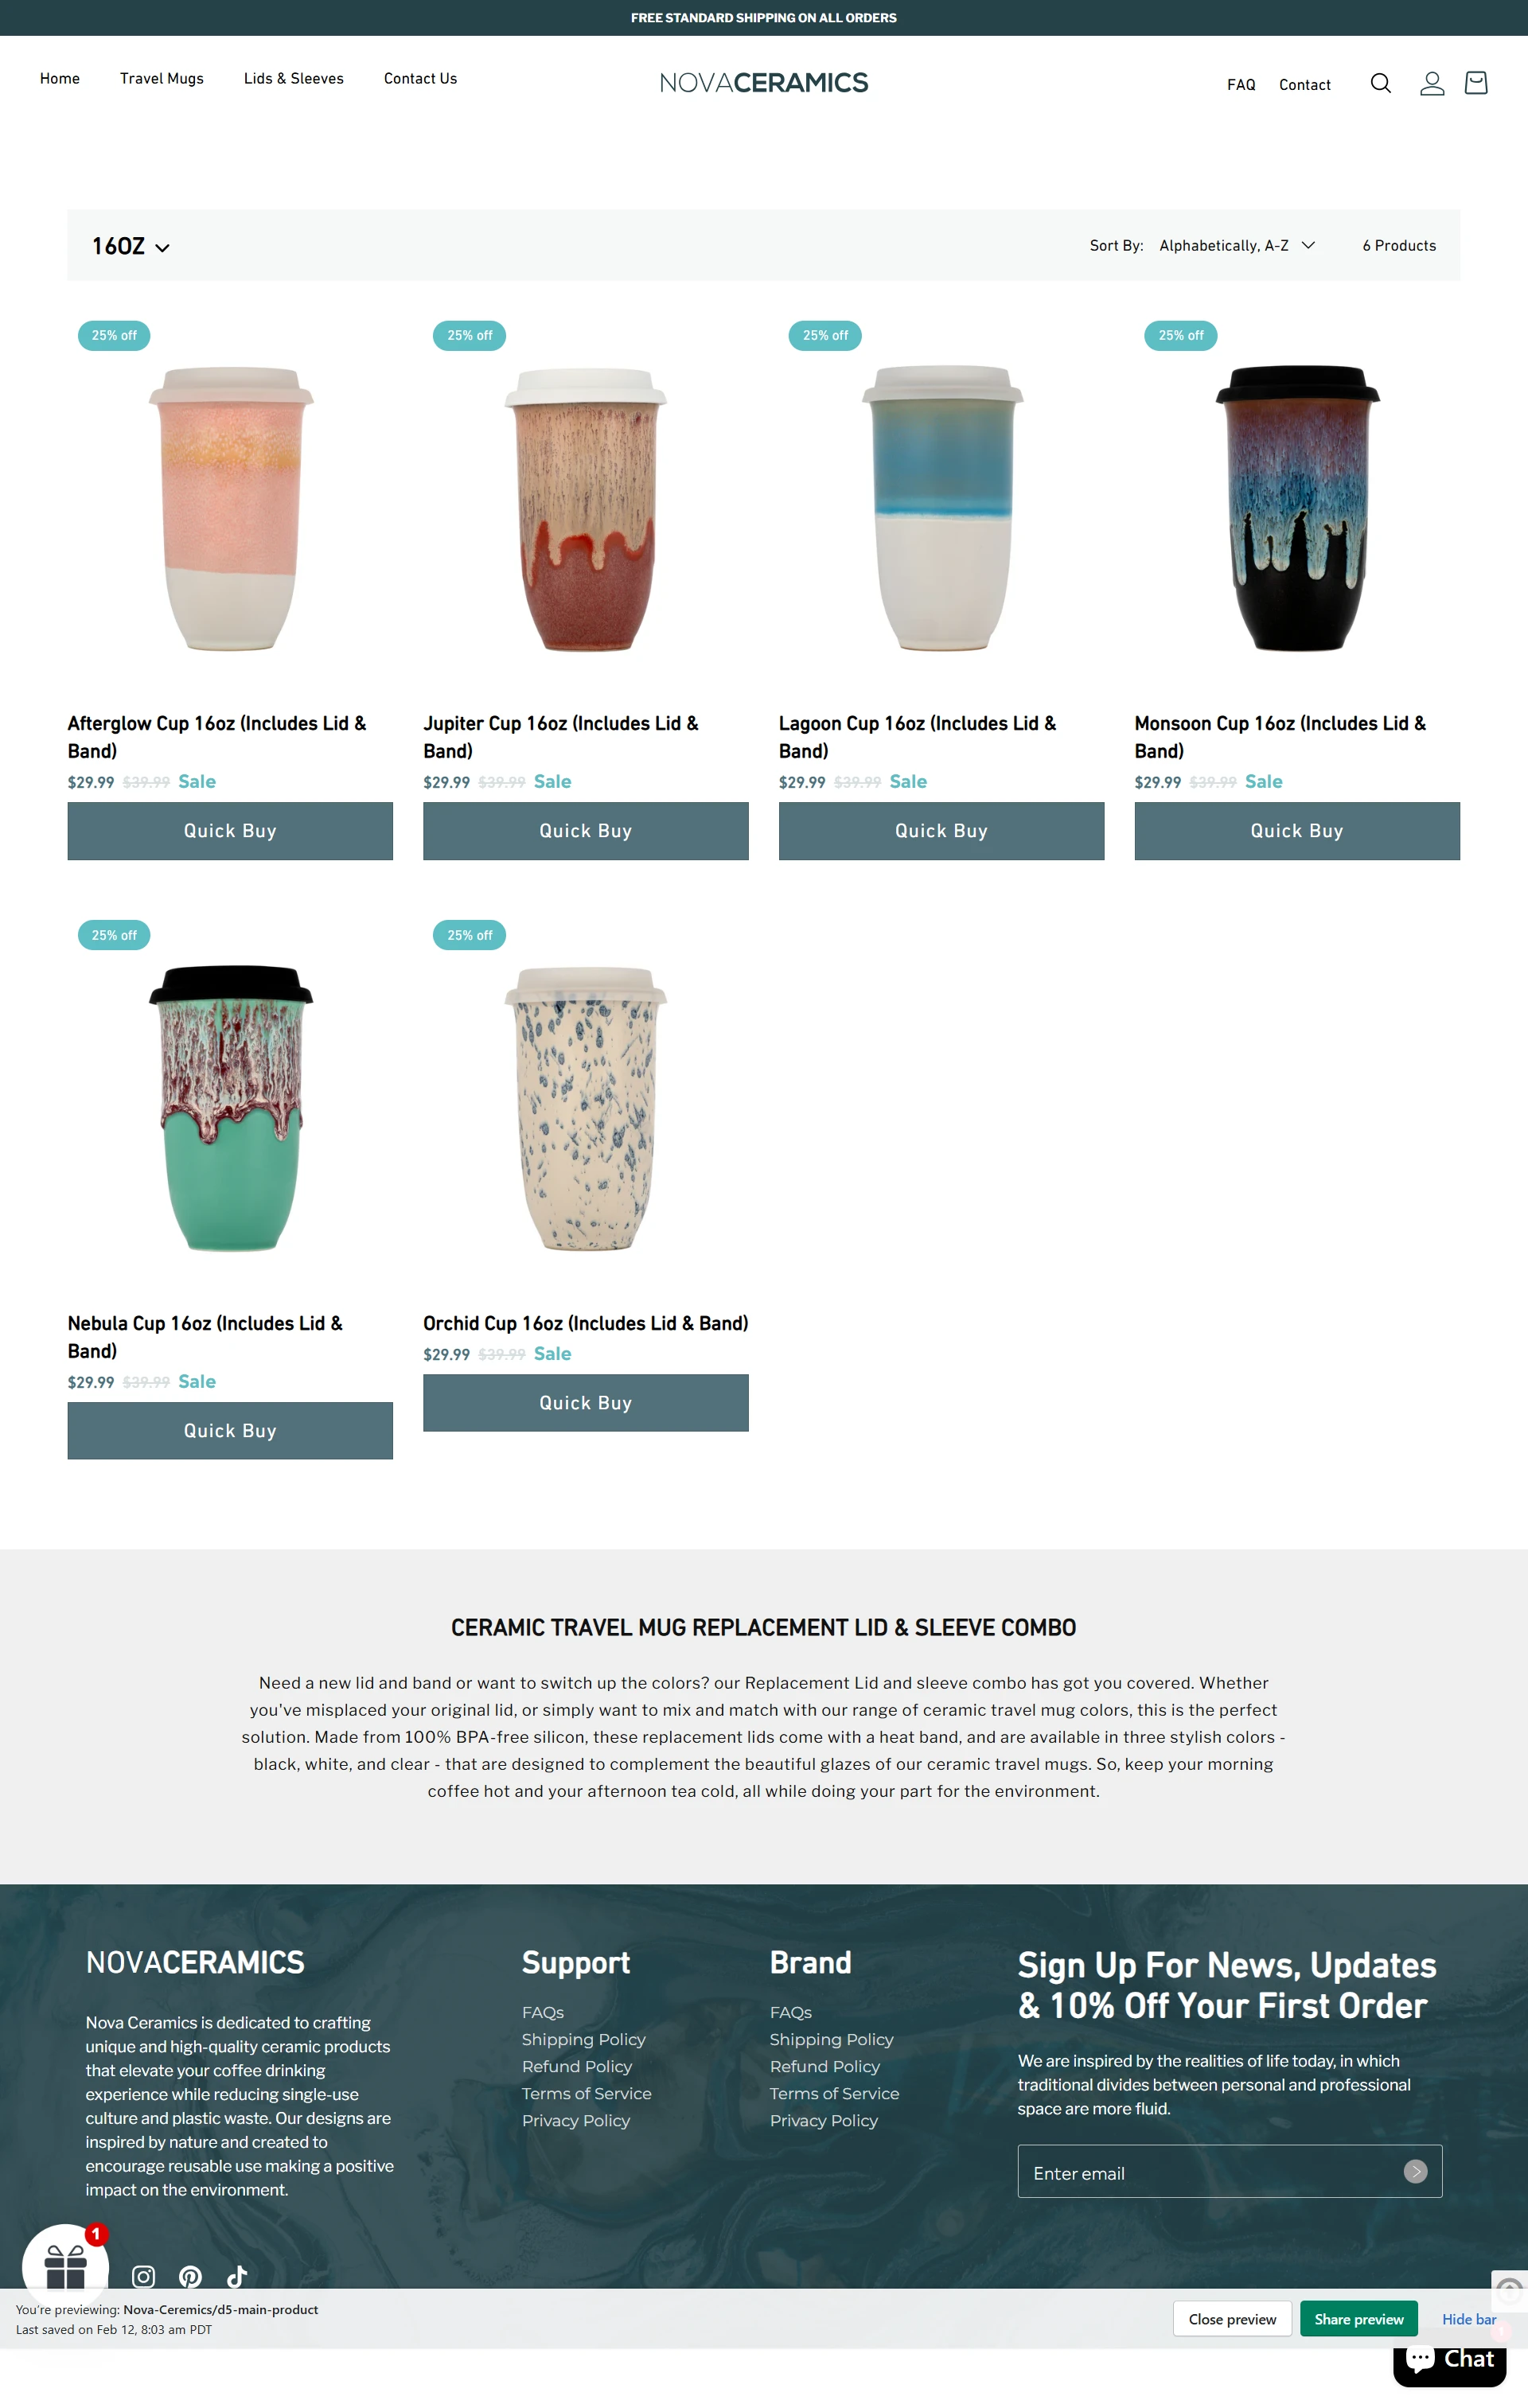 FREE STANDARD SHIPPING ON ALL ORDERS
Home Travel Mugs Lids & Sleeves Contact Us
NOVACERAMICS
FAQ Contact
16OZ
Sort By: Alphabetically, A-Z 6 Products
25% off
25% off
25% off
25% off
Afterglow Cup 16oz (Includes Lid &
Band)
$29.99 $39.99 Sale
Quick Buy
Jupiter Cup 16oz (Includes Lid &
Band)
$29.99 $39.99 Sale
Quick Buy
Lagoon Cup 16oz (Includes Lid &
Band)
$29.99 $39.99 Sale
Quick Buy
Monsoon Cup 16oz (Includes Lid &
Band)
$29.99 $39.99 Sale
Quick Buy
25% off
25% off
Nebula Cup 16oz (Includes Lid &
Band)
$29.99 $39.99 Sale
Quick Buy
Orchid Cup 16oz (Includes Lid & Band)
$29.99 $39.99 Sale
Quick Buy
CERAMIC TRAVEL MUG REPLACEMENT LID & SLEEVE COMBO
Need a new lid and band or want to switch up the colors? our Replacement Lid and sleeve combo has got you covered. Whether
you've misplaced your original lid, or simply want to mix and match with our range of ceramic travel mug colors, this is the perfect
solution. Made from 100% BPA-free silicon, these replacement lids come with a heat band, and are available in three stylish colors -
black, white, and clear - that are designed to complement the beautiful glazes of our ceramic travel mugs. So, keep your morning
coffee hot and your afternoon tea cold, all while doing your part for the environment.
NOVACERAMICS
Nova Ceramics is dedicated to crafting
unique and high-quality ceramic products
that elevate your coffee drinking
experience while reducing single-use
culture and plastic waste. Our designs are
inspired by nature and created to
encourage reusable use making a positive
impact on the environment.
Support
FAQs
Shipping Policy
Refund Policy
Terms of Service
Privacy Policy
Brand
FAQs
Shipping Policy
Refund Policy
Terms of Service
Privacy Policy
Sign Up For News, Updates
& 10% Off Your First Order
We are inspired by the realities of life today, in which
traditional divides between personal and professional
space are more fluid.
Enter email
1
You're previewing: Nova-Ceremics/d5-main-product
Last saved on Feb 12, 8:03 am PDT
Close preview Share preview Hide bar
Chat